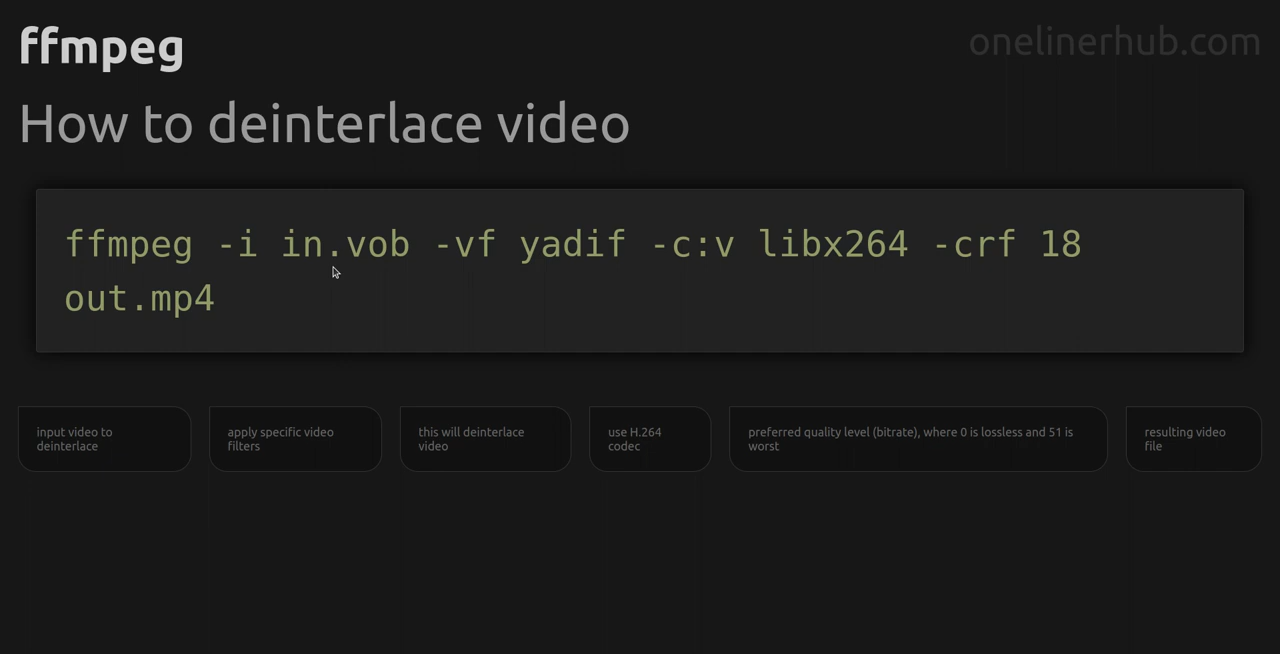 ffmpeg
onelinerhub.com
How to deinterlace video
ffmpeg -i in.vob -vf yadif -c:v libx264 -crf 18
out.mp4
input video to
deinterlace
apply specific video
filters
this will deinterlace
video
use H.264
codec
preferred quality level (bitrate), where 0 is lossless and 51 is
worst
resulting video
file